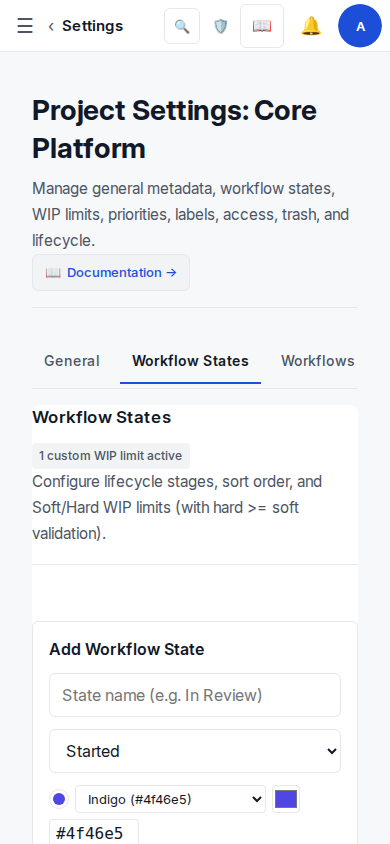 ☰ ‹ Settings 🔍 🛡️ 📖 🔔 A
Project Settings: Core
Platform
Manage general metadata, workflow states,
WIP limits, priorities, labels, access, trash, and
lifecycle.
📖 Documentation →
General Workflow States Workflows
Workflow States
1 custom WIP limit active
Configure lifecycle stages, sort order, and
Soft/Hard WIP limits (with hard >= soft
validation).
Add Workflow State
State name (e.g. In Review)
Started
Indigo (#4f46e5)
#4f46e5